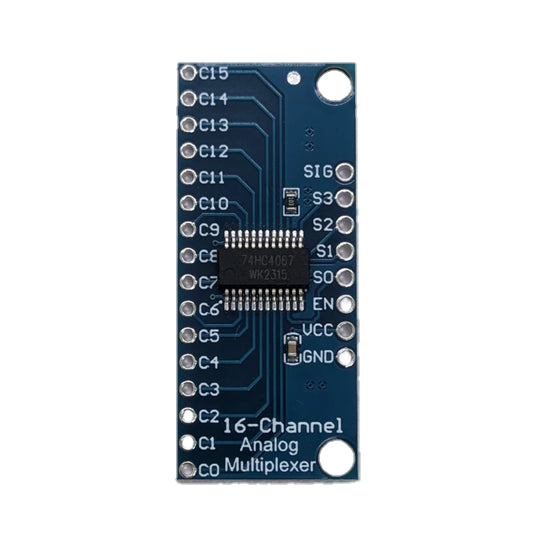 C15
C14
C13
C12
C11
C10
C9
C8
C7
C6
C5
C4
C3
C2
C1
C0
SIG
S3
S2
S1
S0
EN
VCC
GND
74HC4067
WK2315
16-Channel
Analog
Multiplexer